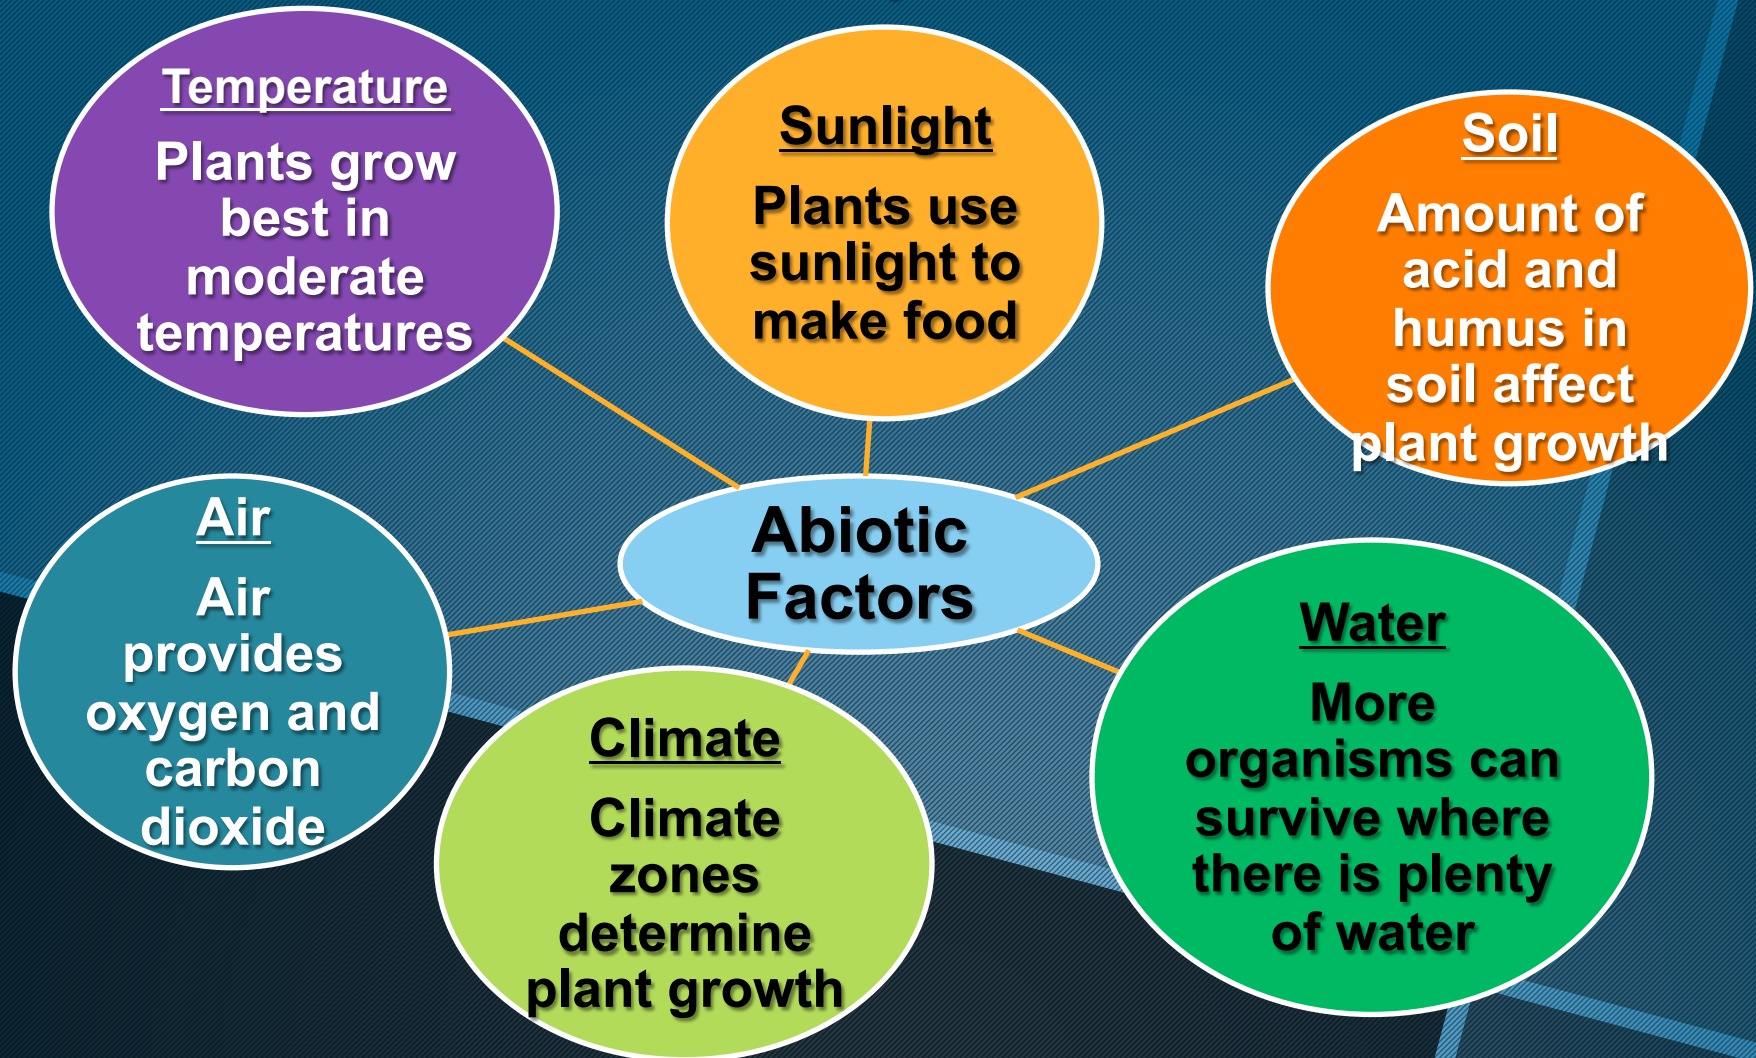 Temperature
Plants grow
best in
moderate
temperatures
Sunlight
Plants use
sunlight to
make food
Soil
Amount of
acid and
humus in
soil affect
plant growth
Abiotic
Factors
Air
Air
provides
oxygen and
carbon
dioxide
Climate
Climate
zones
determine
plant growth
Water
More
organisms can
survive where
there is plenty
of water